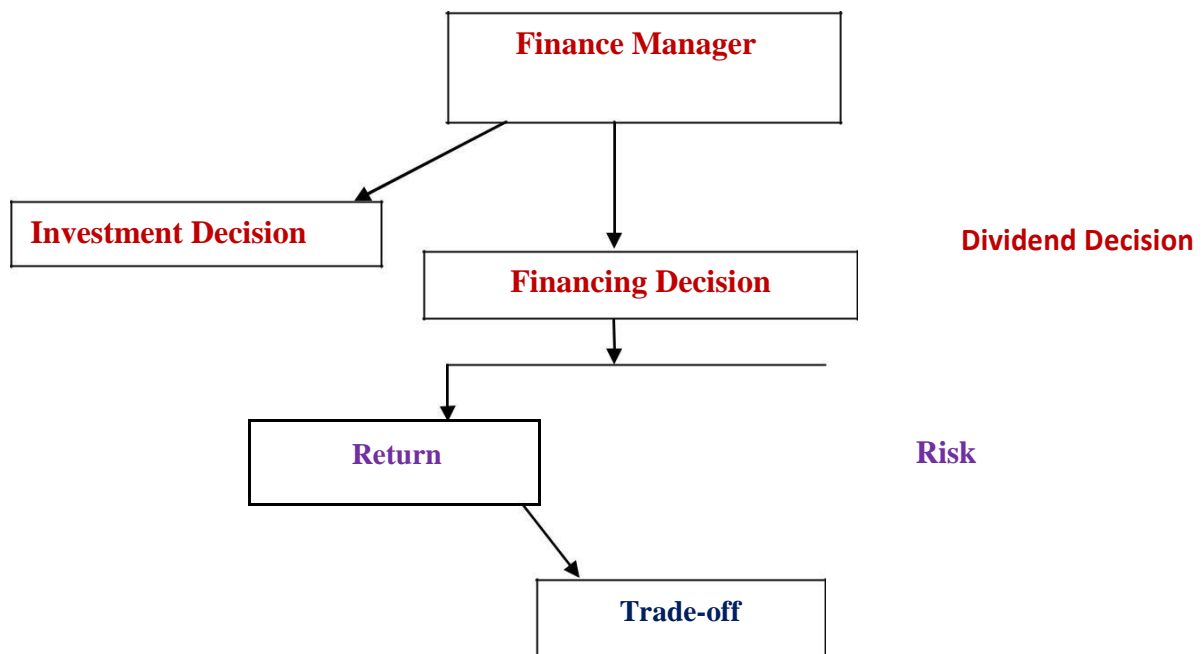 Finance Manager
Investment Decision
Dividend Decision
Financing Decision
Return
Risk
Trade-off